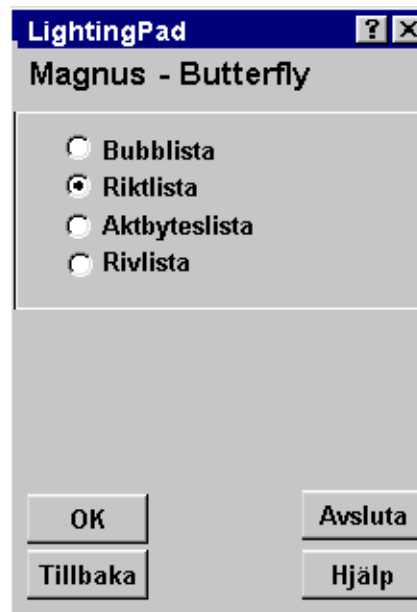 LightingPad
Magnus - Butterfly
Bubblista
Riktlista
Aktbyteslista
Rivlista
OK
Avsluta
Tillbaka
Hjälp